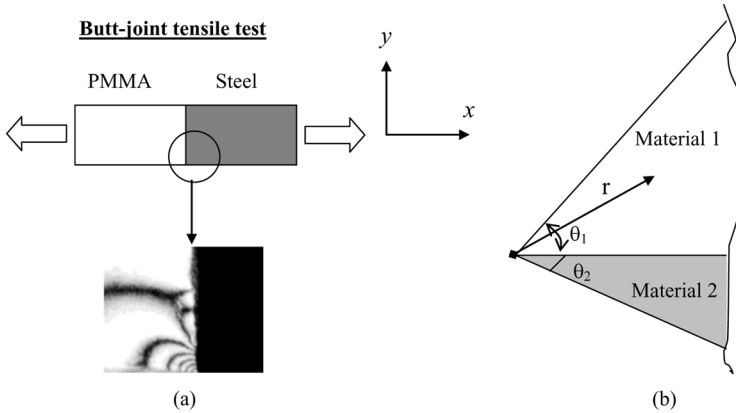 Butt-joint tensile test
PMMA
Steel
y
x
(a)
Material 1
r
θ1
θ2
Material 2
(b)